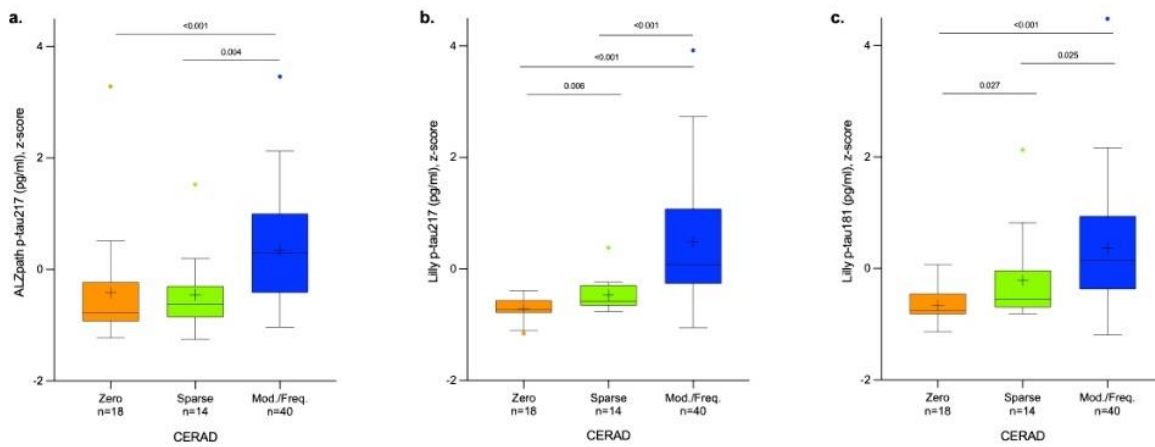 a.
<0.001
0.004
4
2
0
-2
ALZpath p-tau217 (pg/ml), z-score
Zero
n=18
Sparse
n=14
Mod./Freq.
n=40
CERAD
b.
<0.001
<0.001
0.006
4
2
0
-2
Lilly p-tau217 (pg/ml), z-score
Zero
n=18
Sparse
n=14
Mod./Freq.
n=40
CERAD
c.
<0.001
0.025
0.027
4
2
0
-2
Lilly p-tau181 (pg/ml), z-score
Zero
n=18
Sparse
n=14
Mod./Freq.
n=40
CERAD